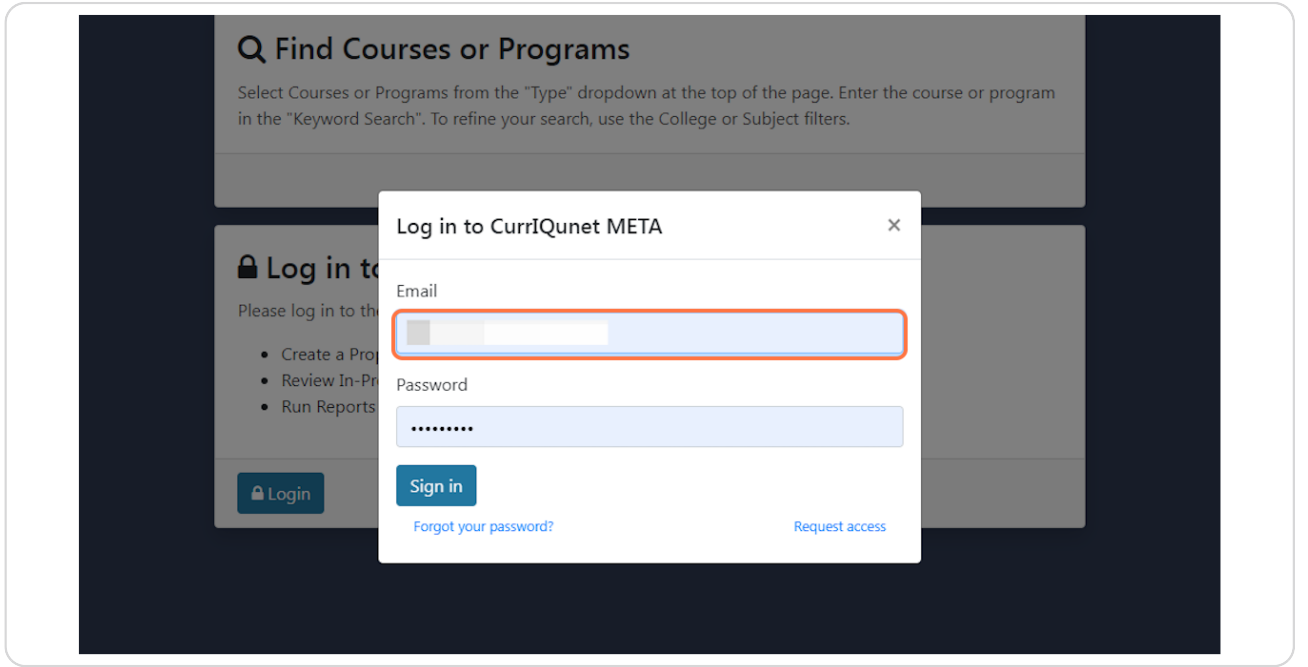 Find Courses or Programs
Select Courses or Programs from the "Type" dropdown at the top of the page. Enter the course or program
in the "Keyword Search". To refine your search, use the College or Subject filters.
Log in to CurrIQunet META
×
Log in to
Email
Please log in to the
Create a Prop
Review In-Pr
Run Reports
Password
•••••••••
Sign in
Login
Forgot your password?
Request access